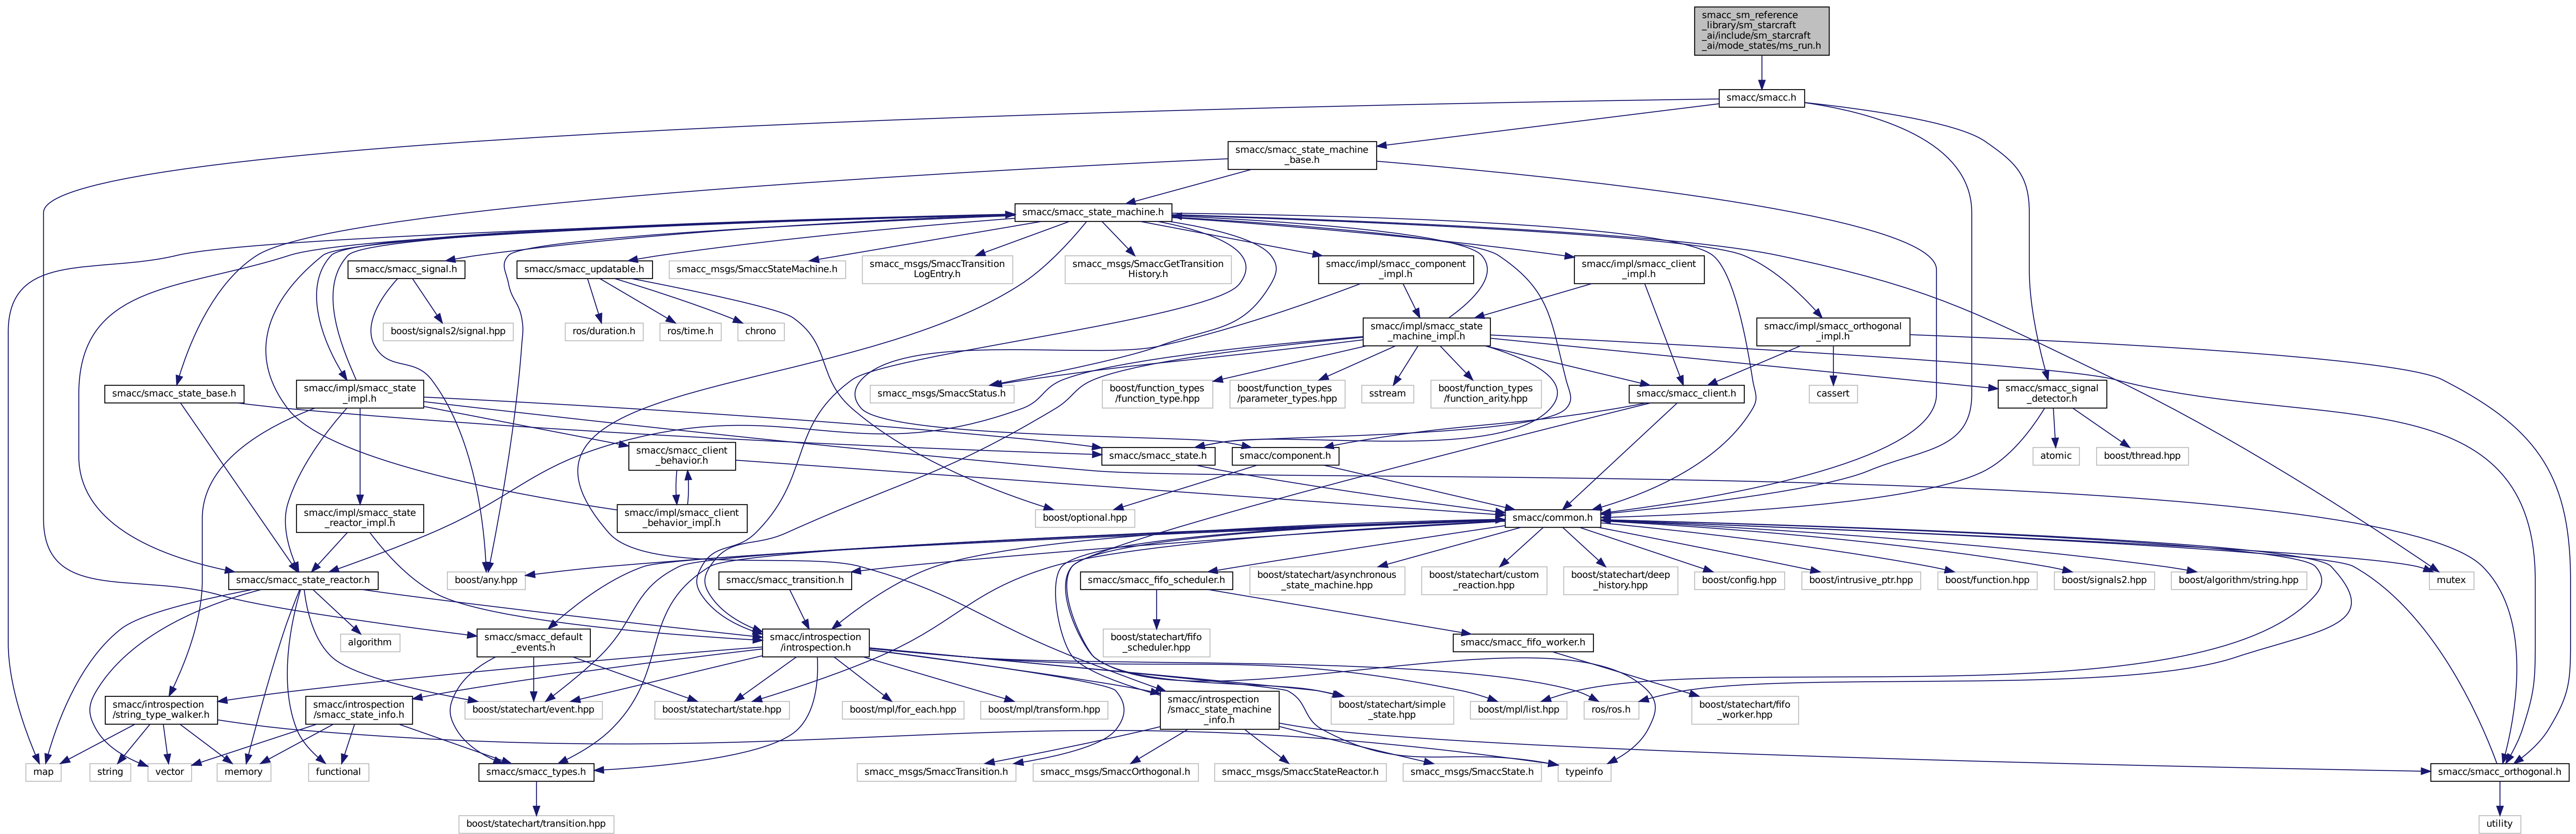 smacc_sm_reference
_library/sm_starcraft
_ai/include/sm_starcraft
_ai/mode_states/ms_run.h
smacc/smacc.h
smacc/smacc_state_machine
_base.h
smacc/smacc_state_machine.h
smacc/smacc_signal.h
smacc/smacc_updatable.h
smacc_msgs/SmaccStateMachine.h
smacc_msgs/SmaccTransition
LogEntry.h
smacc_msgs/SmaccGetTransition
History.h
smacc/impl/smacc_component
_impl.h
smacc/impl/smacc_client
_impl.h
boost/signals2/signal.hpp
ros/duration.h
ros/time.h
chrono
smacc/impl/smacc_state
_machine_impl.h
smacc/impl/smacc_orthogonal
_impl.h
smacc/smacc_state_base.h
smacc/impl/smacc_state
_impl.h
smacc_msgs/SmaccStatus.h
boost/function_types
/function_type.hpp
boost/function_types
/parameter_types.hpp
sstream
boost/function_types
/function_arity.hpp
smacc/smacc_client.h
cassert
smacc/smacc_signal
_detector.h
smacc/smacc_client
_behavior.h
smacc/smacc_state.h
smacc/component.h
atomic
boost/thread.hpp
smacc/impl/smacc_state
_reactor_impl.h
smacc/impl/smacc_client
_behavior_impl.h
boost/optional.hpp
smacc/common.h
smacc/smacc_state_reactor.h
boost/any.hpp
smacc/smacc_transition.h
smacc/smacc_fifo_scheduler.h
boost/statechart/asynchronous
_state_machine.hpp
boost/statechart/custom
_reaction.hpp
boost/statechart/deep
_history.hpp
boost/config.hpp
boost/intrusive_ptr.hpp
boost/function.hpp
boost/signals2.hpp
boost/algorithm/string.hpp
mutex
algorithm
smacc/smacc_default
_events.h
smacc/introspection
/introspection.h
boost/statechart/fifo
_scheduler.hpp
smacc/smacc_fifo_worker.h
smacc/introspection
/string_type_walker.h
smacc/introspection
/smacc_state_info.h
boost/statechart/event.hpp
boost/statechart/state.hpp
boost/mpl/for_each.hpp
boost/mpl/transform.hpp
smacc/introspection
/smacc_state_machine
_info.h
boost/statechart/simple
_state.hpp
boost/mpl/list.hpp
ros/ros.h
boost/statechart/fifo
_worker.hpp
map
string
vector
memory
functional
smacc/smacc_types.h
smacc_msgs/SmaccTransition.h
smacc_msgs/SmaccOrthogonal.h
smacc_msgs/SmaccStateReactor.h
smacc_msgs/SmaccState.h
typeinfo
smacc/smacc_orthogonal.h
boost/statechart/transition.hpp
utility